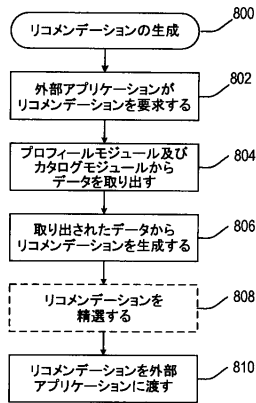 リコメンデーションの生成
800
外部アプリケーションが
リコメンデーションを要求する
802
プロフィールモジュール及び
カタログモジュールから
データを取り出す
804
取り出されたデータから
リコメンデーションを生成する
806
リコメンデーションを
精選する
808
リコメンデーションを外部
アプリケーションに渡す
810